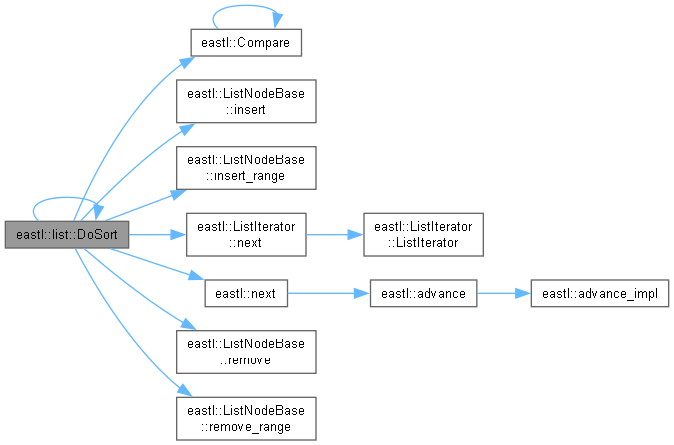 eastl::Compare
eastl::ListNodeBase
::insert
eastl::ListNodeBase
::insert_range
eastl::list::DoSort
eastl::ListIterator
::next
eastl::ListIterator
::ListIterator
eastl::next
eastl::advance
eastl::advance_impl
eastl::ListNodeBase
::remove
eastl::ListNodeBase
::remove_range